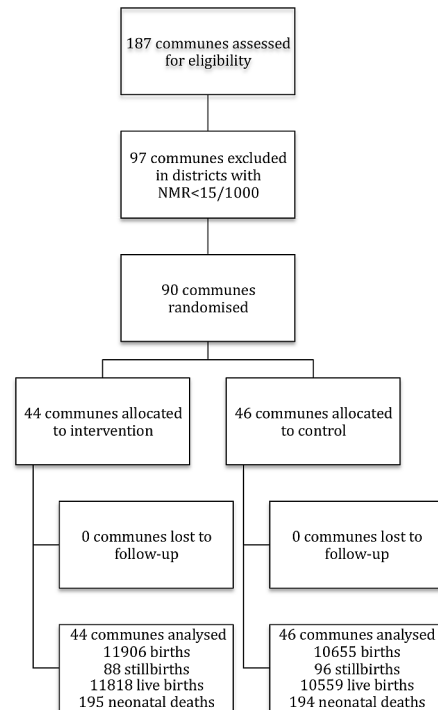 187 communes assessed
for eligibility
97 communes excluded
in districts with
NMR<15/1000
90 communes
randomised
44 communes allocated
to intervention
46 communes allocated
to control
0 communes lost to
follow-up
0 communes lost to
follow-up
44 communes analysed
11906 births
88 stillbirths
11818 live births
195 neonatal deaths
46 communes analysed
10655 births
96 stillbirths
10559 live births
194 neonatal deaths